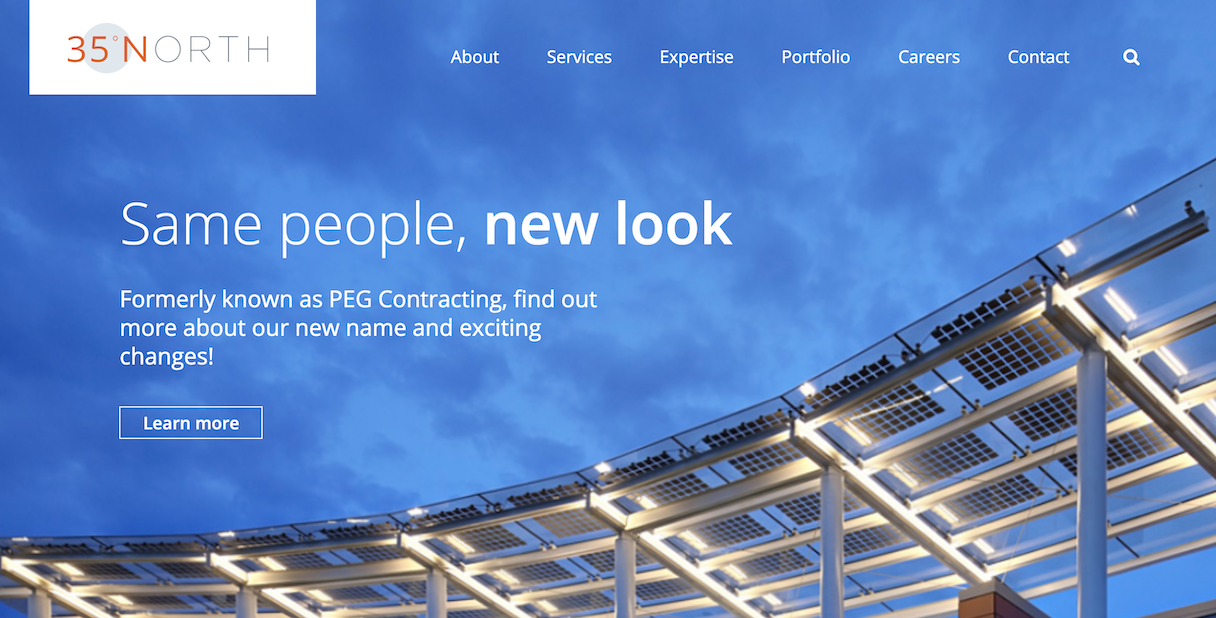 35°NORTH
About Services Expertise Portfolio Careers Contact
Same people, new look
Formerly known as PEG Contracting, find out
more about our new name and exciting
changes!
Learn more